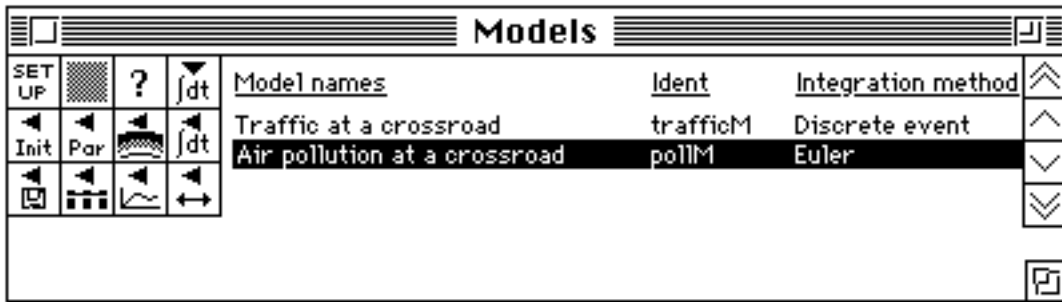 Models
SET UP ? ∫dt
Model names Ident Integration method
Init Par ∫dt
Traffic at a crossroad trafficM Discrete event
Air pollution at a crossroad pollM Euler